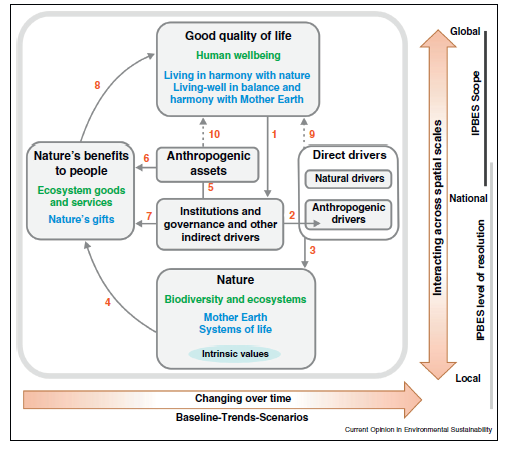 Good quality of life
Human wellbeing
Living in harmony with nature
Living-well in balance and
harmony with Mother Earth
8
10
1
9
Nature's benefits
to people
Ecosystem goods
and services
Nature's gifts
6
Anthropogenic
assets
5
Direct drivers
Natural drivers
Anthropogenic
drivers
7
Institutions and
governance and other
indirect drivers
2
3
4
Nature
Biodiversity and ecosystems
Mother Earth
Systems of life
Intrinsic values
Global
IPBES Scope
Interacting across spatial scales
National
IPBES level of resolution
Local
Changing over time
Baseline-Trends-Scenarios
Current Opinion in Environmental Sustainability